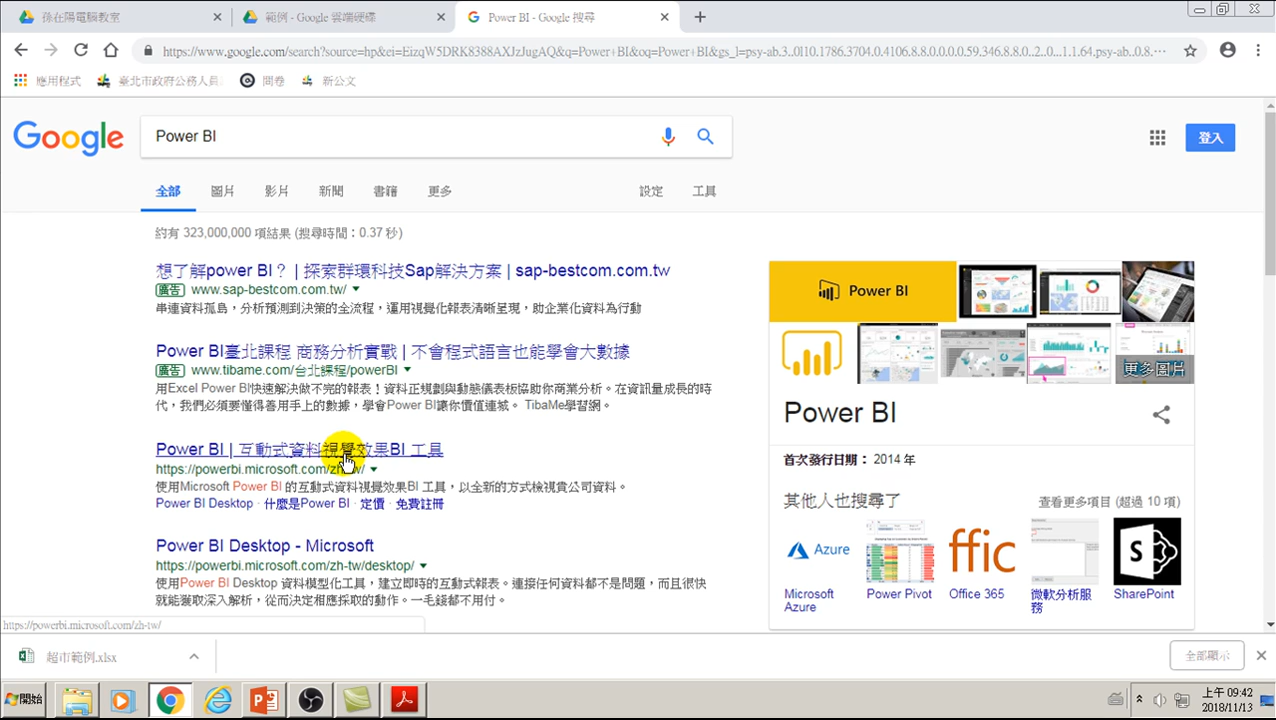 孫在陽電腦教室
範例 - Google 雲端硬碟
Power BI - Google 搜尋
https://www.google.com/search?source=hp&ei=EizqW5DRK8388AXJzJugAQ&q=Power+BI&oq=Power+BI&gs_l=psy-ab.3..0l10.1786.3704.0.4106.8.8.0.0.0.0.59.346.8.8.0..2..0...1.1.64.psy-ab..0.8.…
應用程式
臺北市政府公務人員
問卷
新公文
Google
Power BI
登入
全部
圖片
影片
新聞
書籍
更多
設定
工具
約有 323,000,000 項結果 (搜尋時間：0.37 秒)
想了解power BI？ | 探索群環科技Sap解決方案 | sap-bestcom.com.tw
廣告 www.sap-bestcom.com.tw/
串連資料孤島，分析預測到決策的全流程，運用視覺化報表清晰呈現，助企業化資料為行動
Power BI臺北課程 商務分析實戰 | 不會程式語言也能學會大數據
廣告 www.tibame.com/台北課程/powerBI
用Excel Power BI快速解決做不完的報表！資料正規劃與動態儀表板協助你商業分析。在資訊量成長的時
代，我們必須要懂得善用手上的數據，學會Power BI讓你價值連城。 TibaMe學習網。
Power BI | 互動式資料視覺效果BI 工具
https://powerbi.microsoft.com/zh-tw/
使用Microsoft Power BI 的互動式資料視覺效果BI 工具，以全新的方式檢視貴公司資料。
Power BI Desktop · 什麼是Power BI · 定價 · 免費註冊
Power BI Desktop - Microsoft
https://powerbi.microsoft.com/zh-tw/desktop/
使用Power BI Desktop 資料模型化工具，建立即時的互動式報表。連接任何資料都不是問題，而且很快
就能獲取深入解析，從而決定相應採取的動作。一毛錢都不用付。
Power BI
更多圖片
Power BI
首次發行日期： 2014 年
其他人也搜尋了
查看更多項目 (超過 10 項)
Azure
ffic
S
Microsoft
Azure
Power Pivot
Office 365
微軟分析服
務
SharePoint
https://powerbi.microsoft.com/zh-tw/
超市範例.xlsx
全部顯示
開始
上午 09:42
2018/11/13